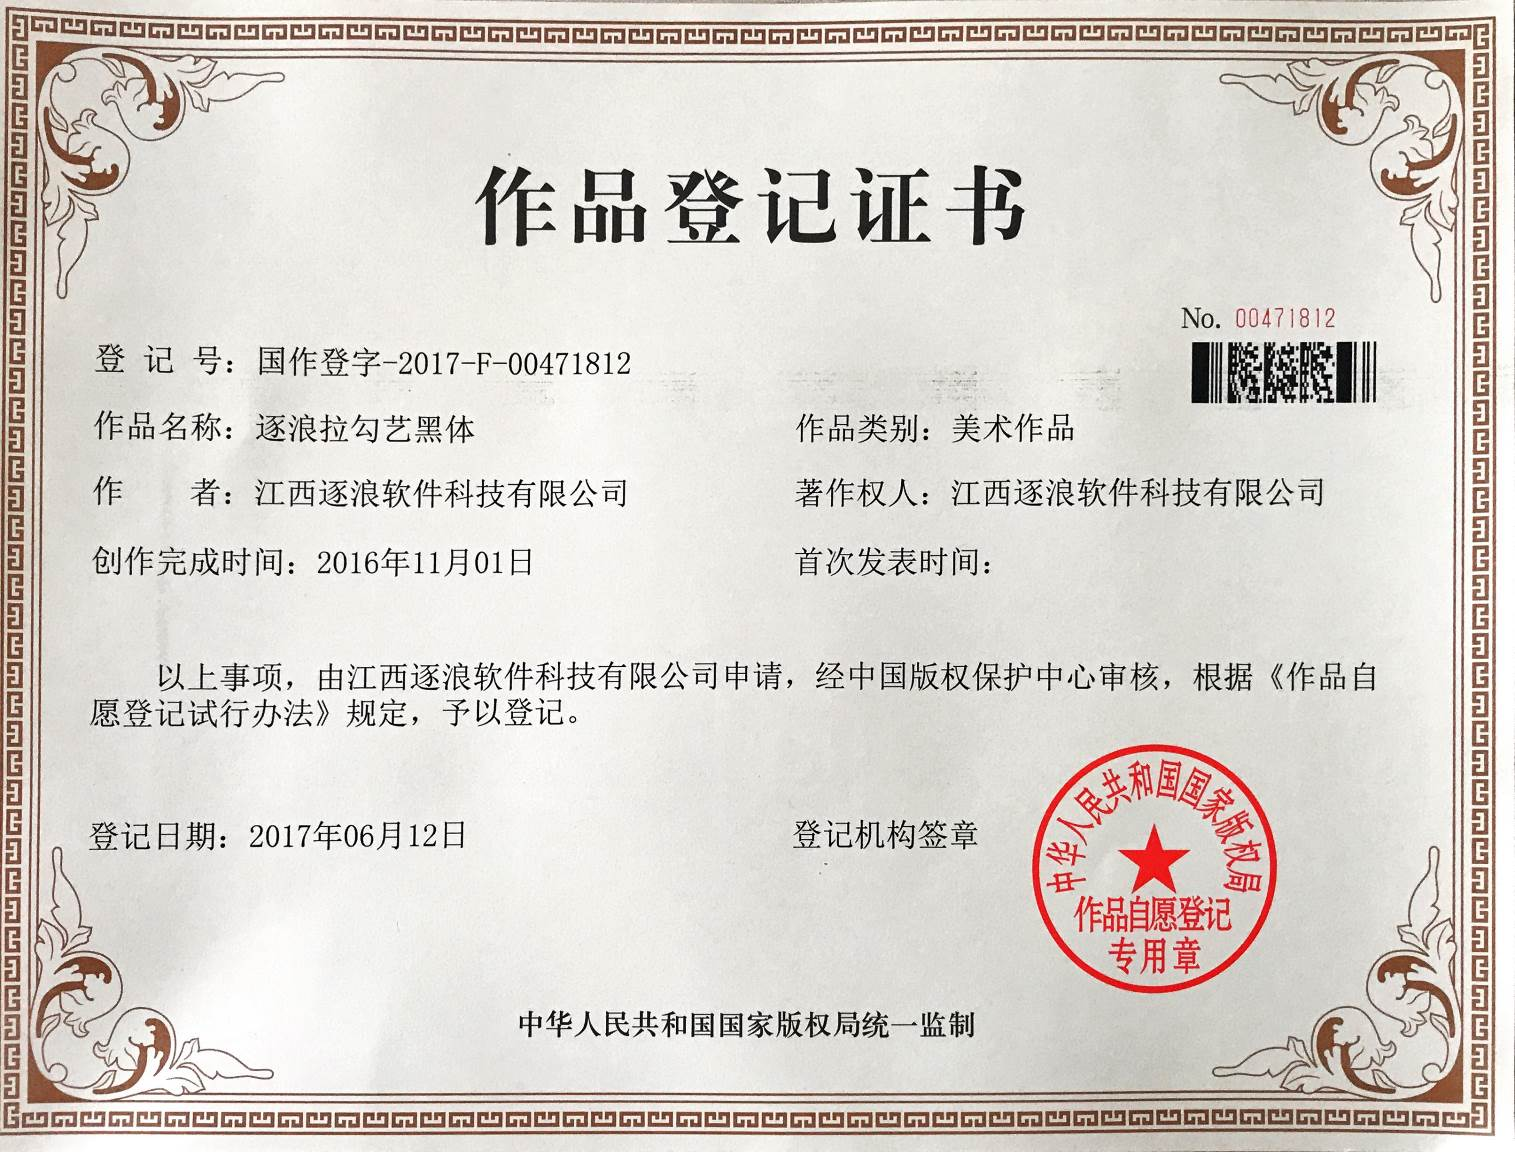 作品登记证书
No. 00471812
登 记 号：国作登字-2017-F-00471812
作品名称：逐浪拉勾艺黑体
作品类别：美术作品
作 者：江西逐浪软件科技有限公司
著作权人：江西逐浪软件科技有限公司
创作完成时间：2016年11月01日
首次发表时间：
以上事项，由江西逐浪软件科技有限公司申请，经中国版权保护中心审核，根据《作品自
愿登记试行办法》规定，予以登记。
登记日期：2017年06月12日
登记机构签章
中华人民共和国国家版权局
作品自愿登记
专用章
中华人民共和国国家版权局统一监制